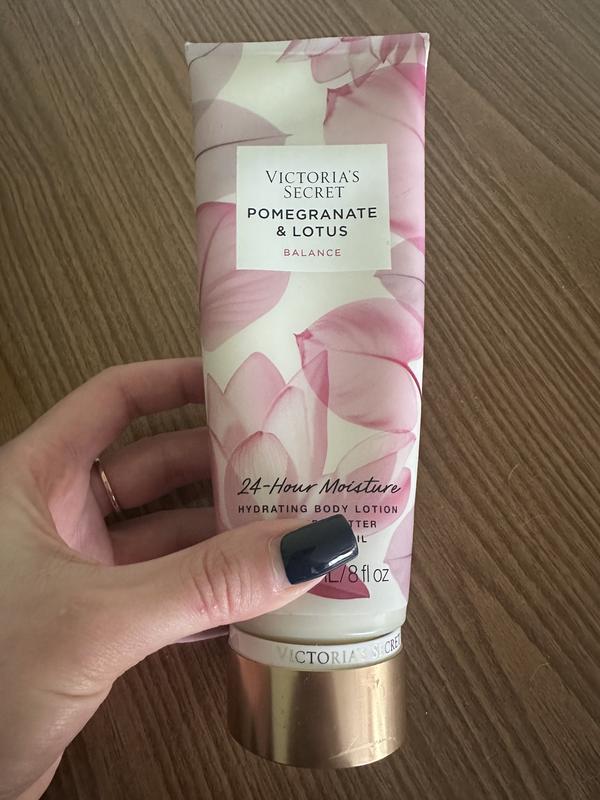 VICTORIA'S
SECRET
POMEGRANATE
& LOTUS
BALANCE
24-Hour Moisture
HYDRATING BODY LOTION
8 fl oz
VICTORIA'S SECRET